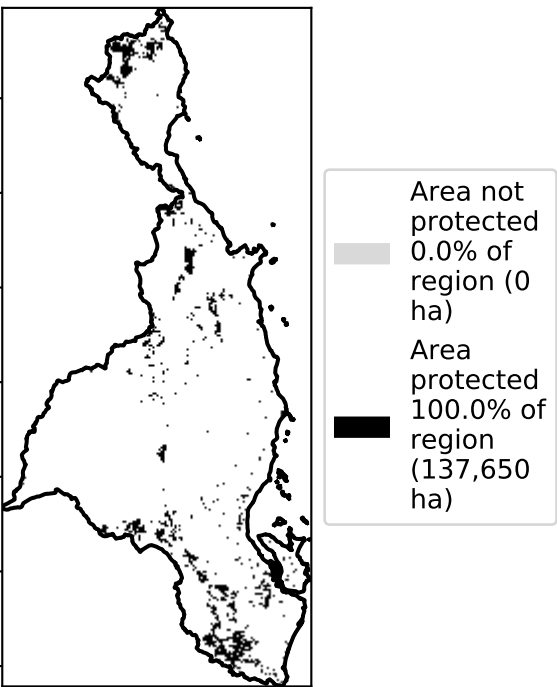 Area not
protected
0.0% of
region (0
ha)
Area
protected
100.0% of
region
(137,650
ha)